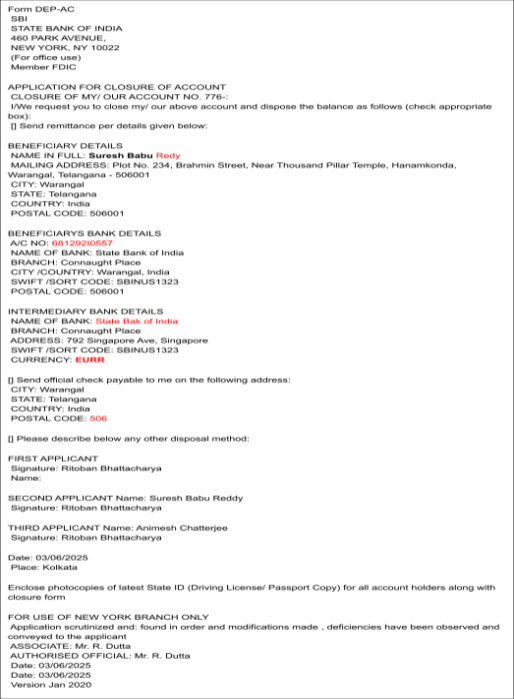 Form DEP-AC
SBI
STATE BANK OF INDIA
460 PARK AVENUE,
NEW YORK, NY 10022
(For office use)
Member FDIC
APPLICATION FOR CLOSURE OF ACCOUNT
CLOSURE OF MY/ OUR ACCOUNT NO. 776-:
I/We request you to close my/ our above account and dispose the balance as follows (check appropriate
box):
[] Send remittance per details given below:
BENEFICIARY DETAILS
NAME IN FULL: Suresh Babu Redy
MAILING ADDRESS: Plot No. 234, Brahmin Street, Near Thousand Pillar Temple, Hanamkonda,
Warangal, Telangana - 506001
CITY: Warangal
STATE: Telangana
COUNTRY: India
POSTAL CODE: 506001
BENEFICIARYS BANK DETAILS
A/C NO: 6812920557
NAME OF BANK: State Bank of India
BRANCH: Connaught Place
CITY /COUNTRY: Warangal, India
SWIFT /SORT CODE: SBINUS1323
POSTAL CODE: 506001
INTERMEDIARY BANK DETAILS
NAME OF BANK: State Bak of India
BRANCH: Connaught Place
ADDRESS: 792 Singapore Ave, Singapore
SWIFT /SORT CODE: SBINUS1323
CURRENCY: EURR
[] Send official check payable to me on the following address:
CITY: Warangal
STATE: Telangana
COUNTRY: India
POSTAL CODE: 506
[] Please describe below any other disposal method:
FIRST APPLICANT
Signature: Ritoban Bhattacharya
Name:
SECOND APPLICANT Name: Suresh Babu Reddy
Signature: Ritoban Bhattacharya
THIRD APPLICANT Name: Animesh Chatterjee
Signature: Ritoban Bhattacharya
Date: 03/06/2025
Place: Kolkata
Enclose photocopies of latest State ID (Driving License/ Passport Copy) for all account holders along with
closure form
FOR USE OF NEW YORK BRANCH ONLY
Application scrutinized and: found in order and modifications made , deficiencies have been observed and
conveyed to the applicant
ASSOCIATE: Mr. R. Dutta
AUTHORISED OFFICIAL: Mr. R. Dutta
Date: 03/06/2025
Date: 03/06/2025
Version Jan 2020